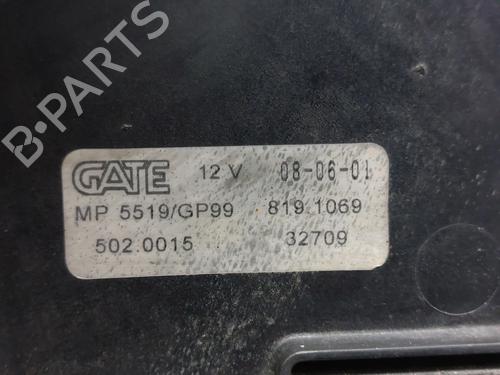 B-PARTS
GATE 12 V 08-06-01
MP 5519/GP99 819.1069
502.0015 32709